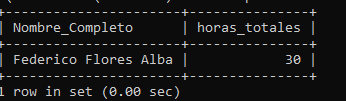 +----------------------+---------------+
| Nombre_Completo      | horas_totales |
+----------------------+---------------+
| Federico Flores Alba |            30 |
+----------------------+---------------+
1 row in set (0.00 sec)